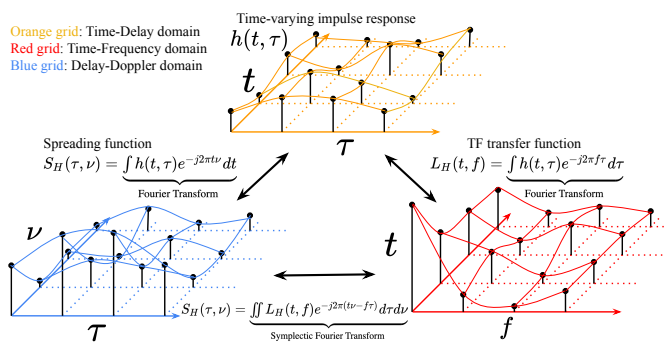 Time-varying impulse response
h(t, τ)
Orange grid: Time-Delay domain
Red grid: Time-Frequency domain
Blue grid: Delay-Doppler domain
t
τ
Spreading function
S_H(τ, ν) = ∫ h(t, τ)e^{-j2πtν}dt
Fourier Transform
TF transfer function
L_H(t, f) = ∫ h(t, τ)e^{-j2πfτ}dτ
Fourier Transform
ν
τ
t
f
S_H(τ, ν) = ∬ L_H(t, f)e^{-j2π(tν-fτ)}dτdν
Symplectic Fourier Transform